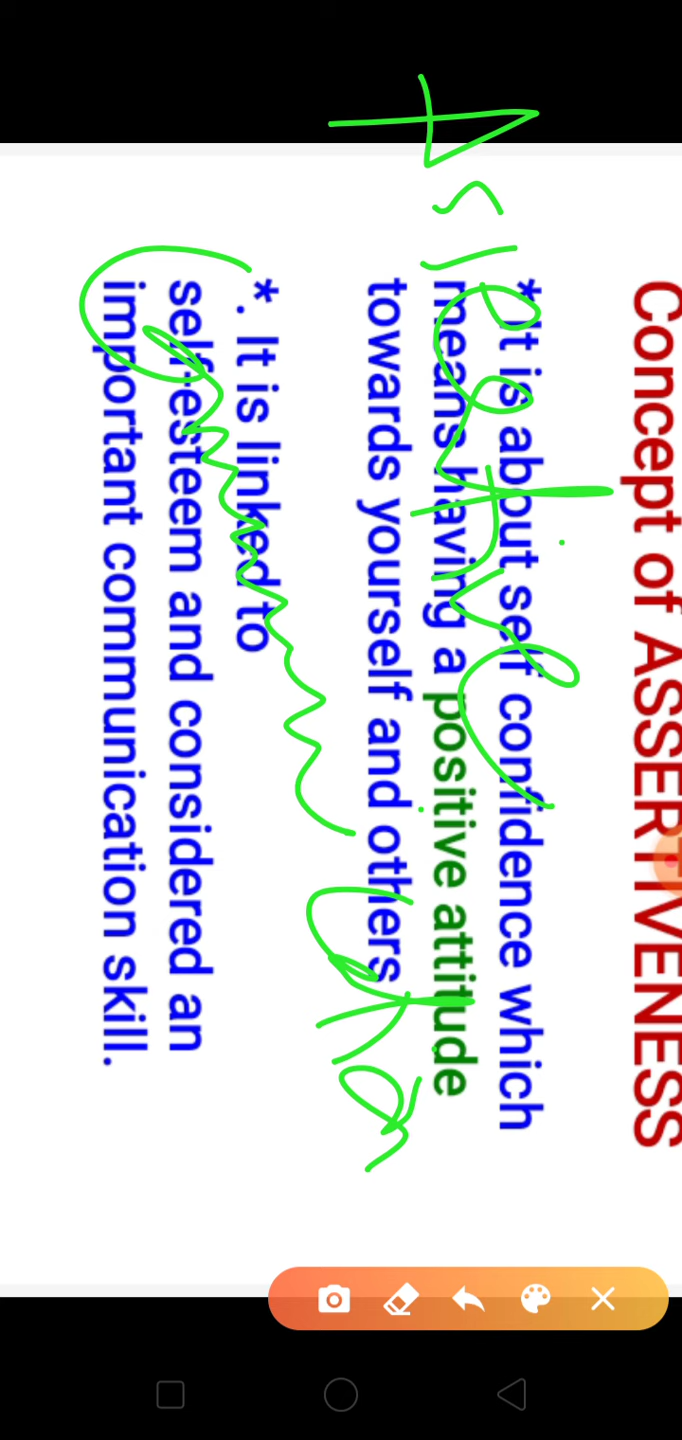 Concept of ASSERTIVENESS
* It is about self confidence which
means having a positive attitude
towards yourself and others
*. It is linked to
self-esteem and considered an
important communication skill.